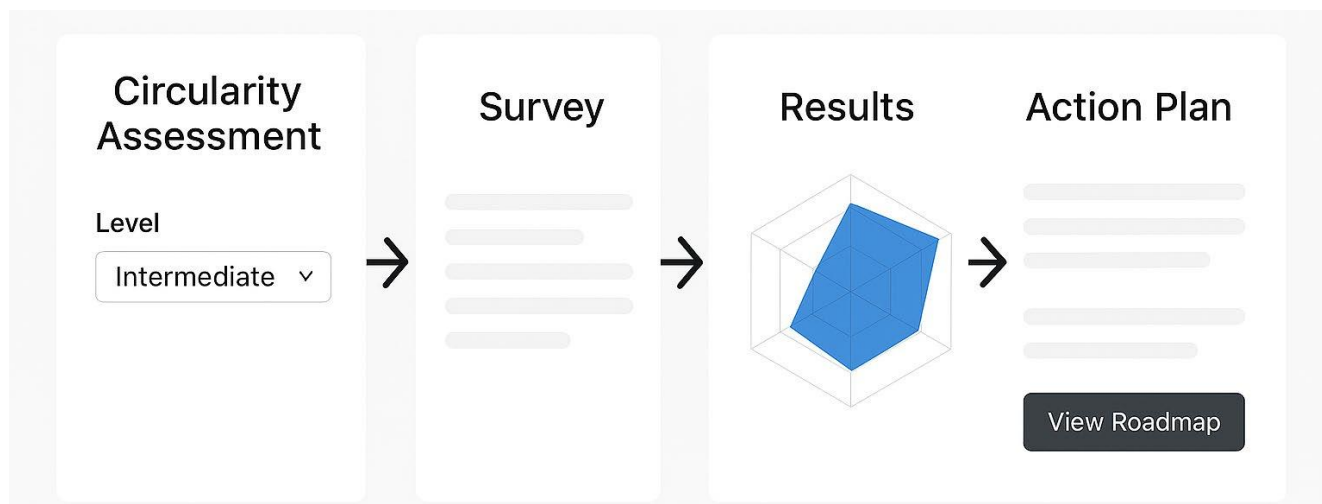 Circularity
Assessment
Level
Intermediate
Survey
Results
Action Plan
View Roadmap